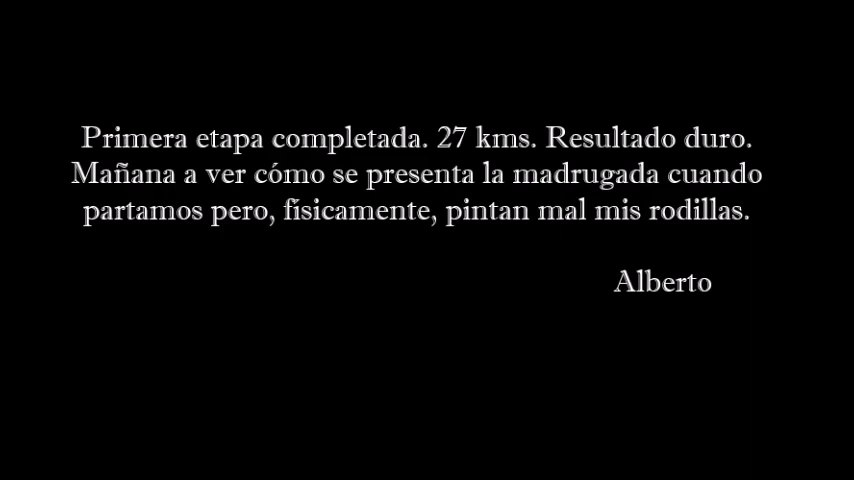 Primera etapa completada. 27 kms. Resultado duro.
Mañana a ver cómo se presenta la madrugada cuando
partamos pero, físicamente, pintan mal mis rodillas.
Alberto